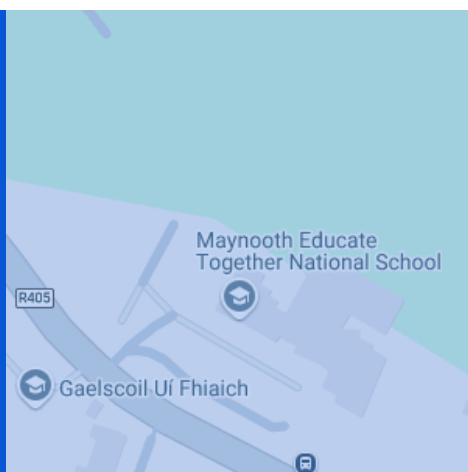 Maynooth Educate
Together National School
R405
Gaelscoil Uí Fhiaich